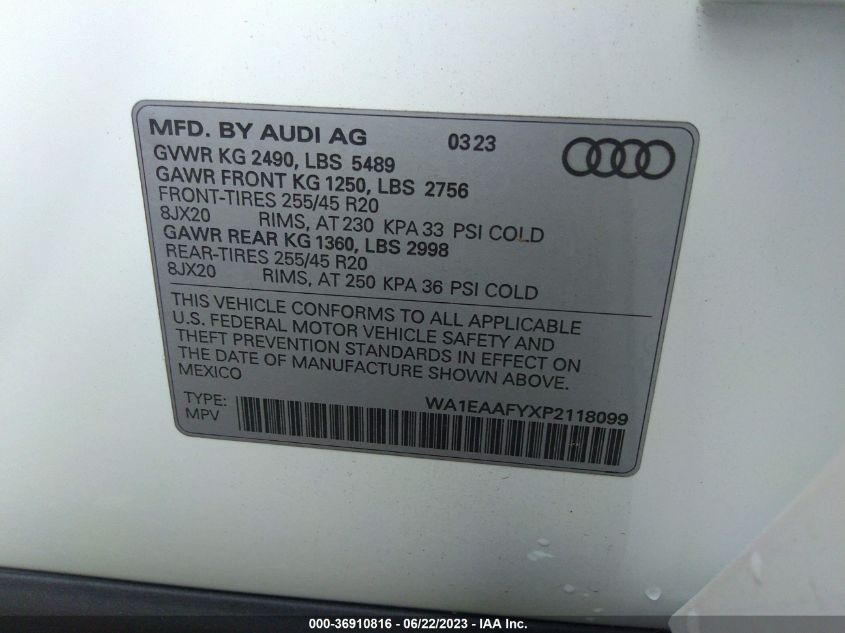 MFD. BY AUDI AG 0323
GVWR KG 2490, LBS 5489
GAWR FRONT KG 1250, LBS 2756
FRONT-TIRES 255/45 R20
8JX20 RIMS, AT 230 KPA 33 PSI COLD
GAWR REAR KG 1360, LBS 2998
REAR-TIRES 255/45 R20
8JX20 RIMS, AT 250 KPA 36 PSI COLD
THIS VEHICLE CONFORMS TO ALL APPLICABLE
U.S. FEDERAL MOTOR VEHICLE SAFETY AND
THEFT PREVENTION STANDARDS IN EFFECT ON
THE DATE OF MANUFACTURE SHOWN ABOVE.
MEXICO
TYPE: WA1EAAFYXP2118099
MPV
000-36910816 - 06/22/2023 - IAA Inc.